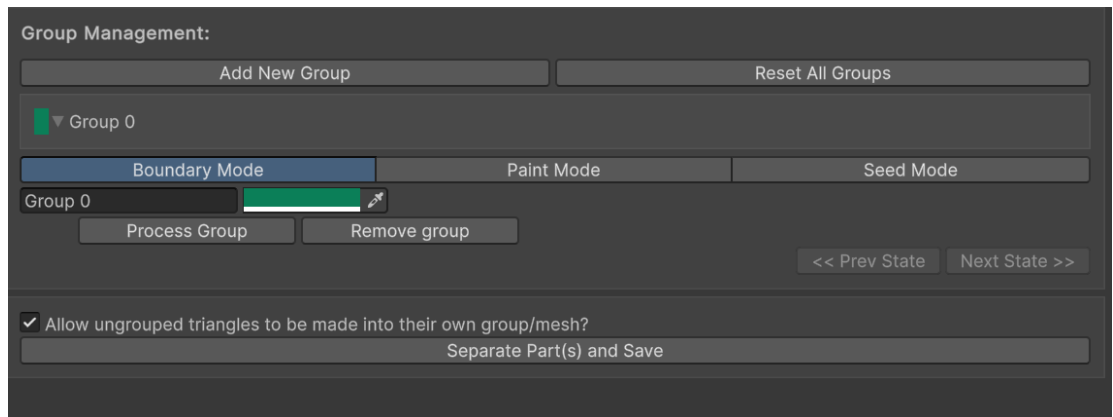 Group Management:
Add New Group Reset All Groups
Group 0
Boundary Mode Paint Mode Seed Mode
Group 0
Process Group Remove group
<< Prev State Next State >>
Allow ungrouped triangles to be made into their own group/mesh?
Separate Part(s) and Save